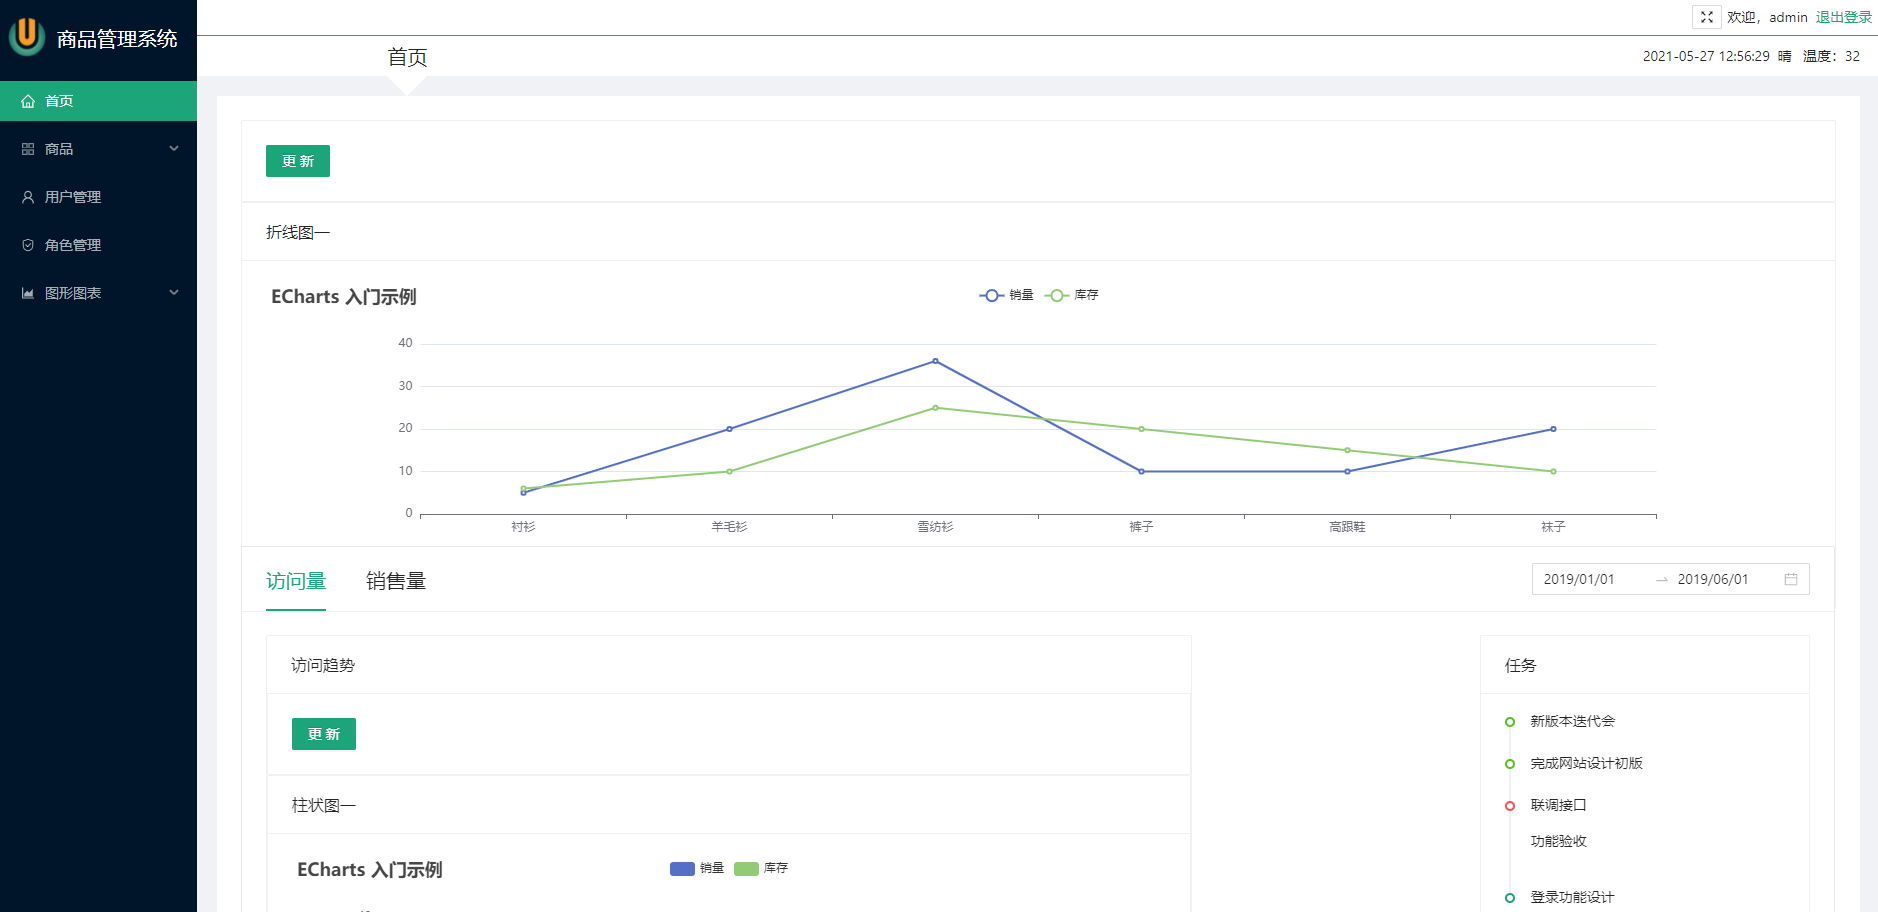 商品管理系统
欢迎，admin 退出登录
首页
2021-05-27 12:56:29 晴 温度：32
首页
商品
用户管理
角色管理
图形图表
更 新
折线图一
ECharts 入门示例
销量 库存
40
30
20
10
0
衬衫 羊毛衫 雪纺衫 裤子 高跟鞋 袜子
访问量 销售量
2019/01/01 → 2019/06/01
访问趋势
更 新
柱状图一
ECharts 入门示例
销量 库存
任务
新版本迭代会
完成网站设计初版
联调接口
功能验收
登录功能设计